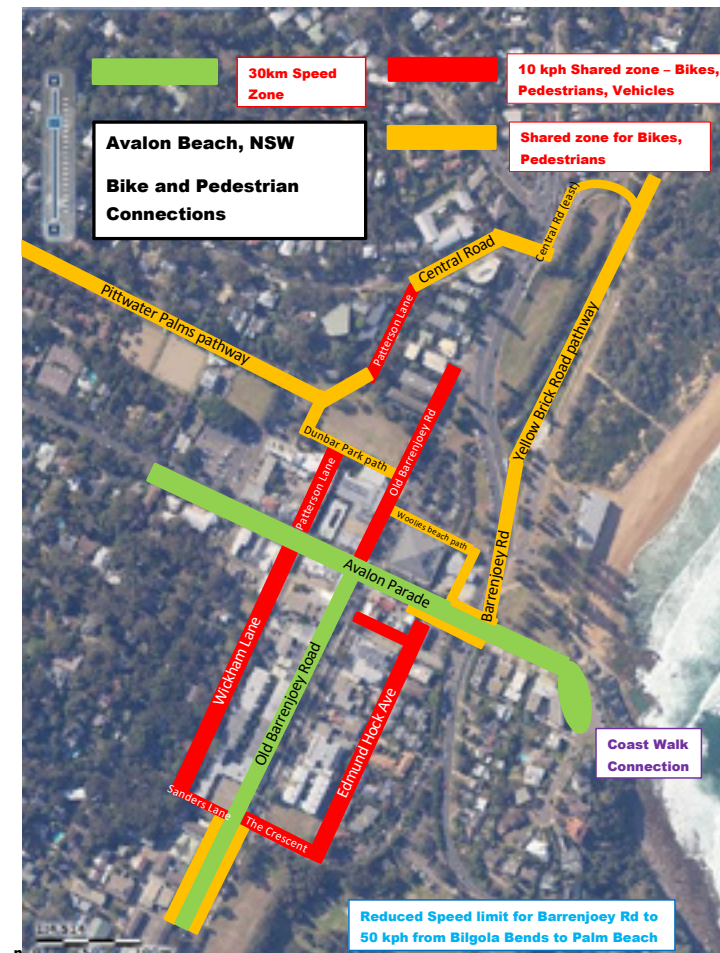 30km Speed
Zone
10 kph Shared zone – Bikes,
Pedestrians, Vehicles
Avalon Beach, NSW
Bike and Pedestrian
Connections
Shared zone for Bikes,
Pedestrians
Central Rd (east)
Central Road
Pittwater Palms pathway
Patterson Lane
Yellow Brick Road pathway
Dunbar Park path
Old Barrenjoey Rd
Patterson Lane
Woolies beach path
Avalon Parade
Barrenjoey Rd
Wickham Lane
Old Barrenjoey Road
Edmund Hock Ave
Coast Walk
Connection
Sanders Lane
The Crescent
Reduced Speed limit for Barrenjoey Rd to
50 kph from Bilgola Bends to Palm Beach